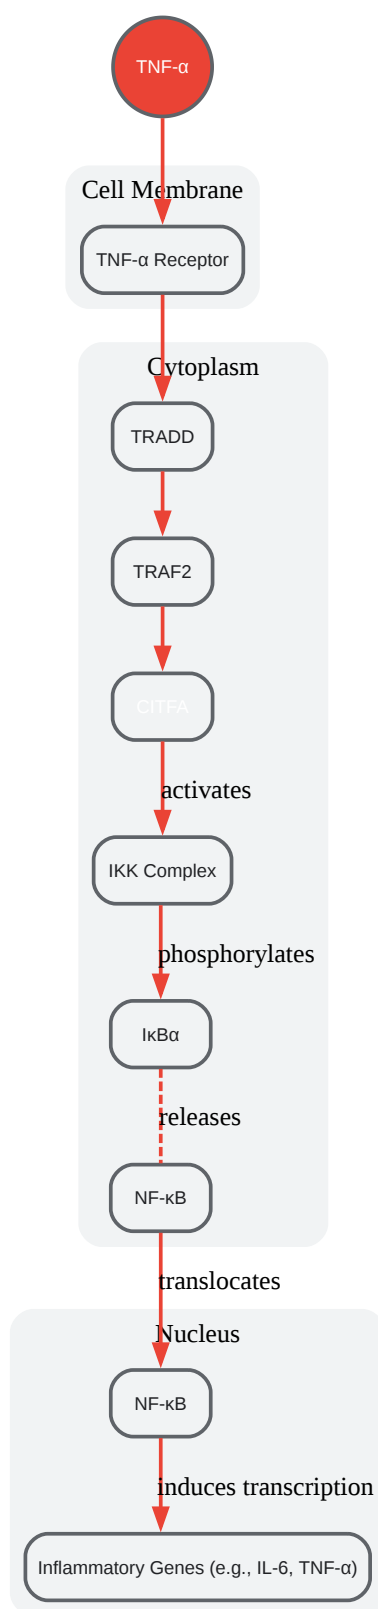 TNF-α
Cell Membrane
TNF-α Receptor
Cytoplasm
TRADD
TRAF2
CITFA
activates
IKK Complex
phosphorylates
IκBα
releases
NF-κB
translocates
Nucleus
NF-κB
induces transcription
Inflammatory Genes (e.g., IL-6, TNF-α)